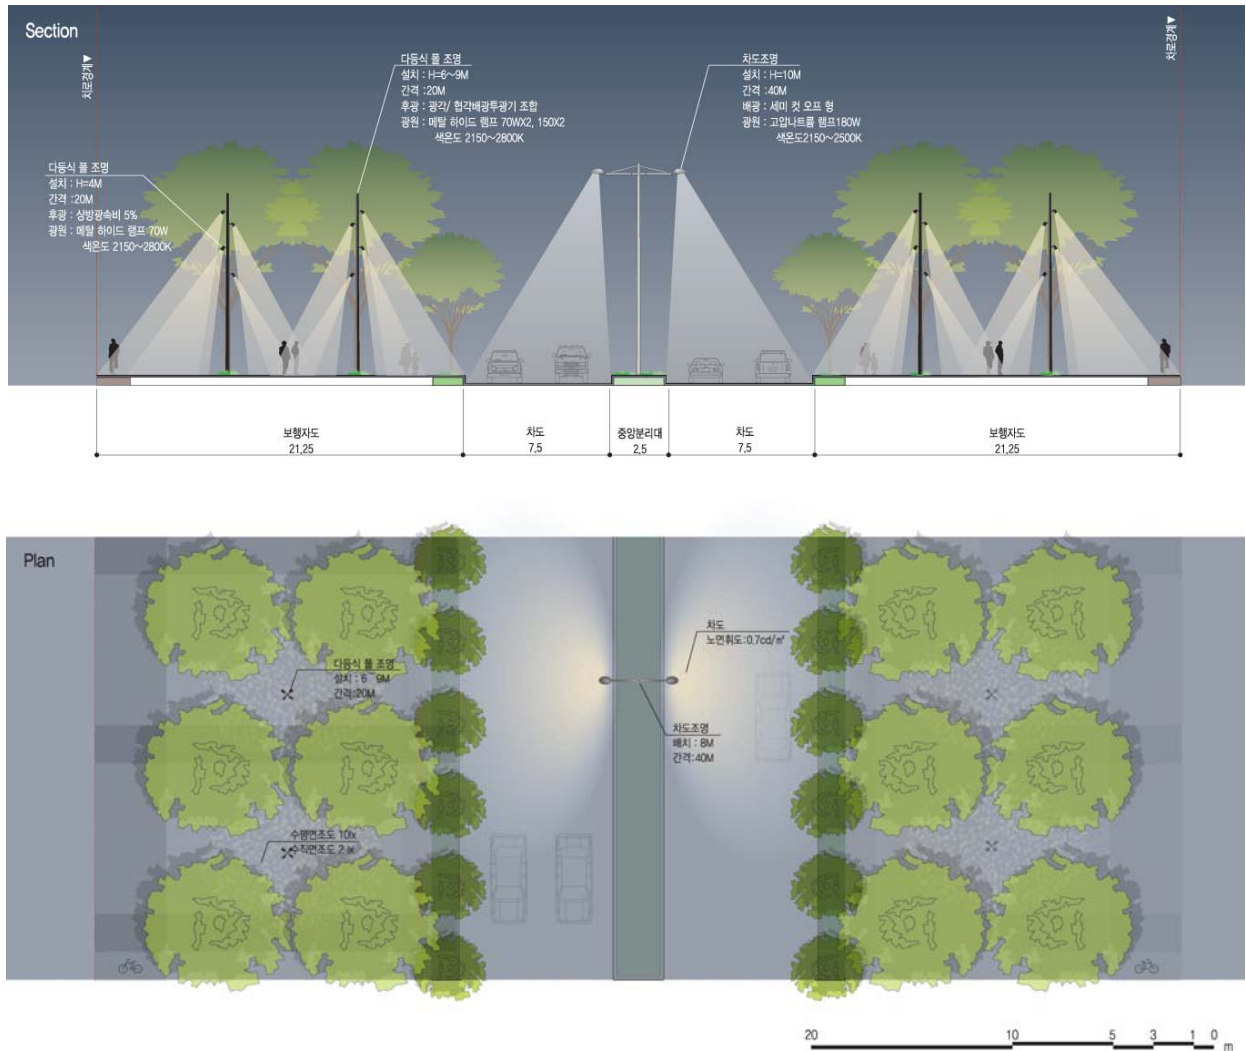 Section
차로경계▼
차로경계▼
다등식 폴 조명
설치 : H=6~9M
간격 :20M
후광 : 광각/ 협각배광투광기 조합
광원 : 메탈 하이드 램프 70WX2, 150X2
색온도 2150~2800K
차도조명
설치 : H=10M
간격 :40M
배광 : 세미 컷 오프 형
광원 : 고압나트륨 램프180W
색온도2150~2500K
다등식 폴 조명
설치 : H=4M
간격 :20M
후광 : 상방광속비 5%
광원 : 메탈 하이드 램프 70W
색온도 2150~2800K
보행자도
21.25
차도
7.5
중앙분리대
2.5
차도
7.5
보행자도
21.25
Plan
차도
노면휘도:0.7cd/㎡
다등식 폴 조명
설치 : 6 9M
간격:20M
차도조명
배치 : 8M
간격:40M
수평면조도 10lx
수직면조도 2 lx
20 10 5 3 1 0 m